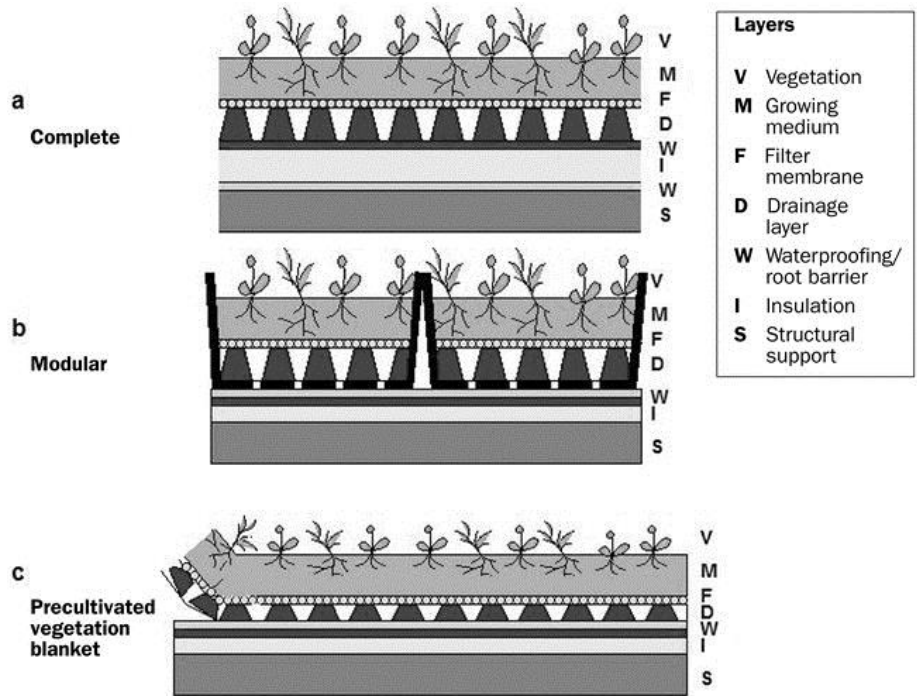 a
Complete
V
M
F
D
W
I
W
S
b
Modular
V
M
F
D
W
I
S
c
Precultivated
vegetation
blanket
V
M
F
D
W
I
S
Layers
V Vegetation
M Growing
medium
F Filter
membrane
D Drainage
layer
W Waterproofing/
root barrier
I Insulation
S Structural
support